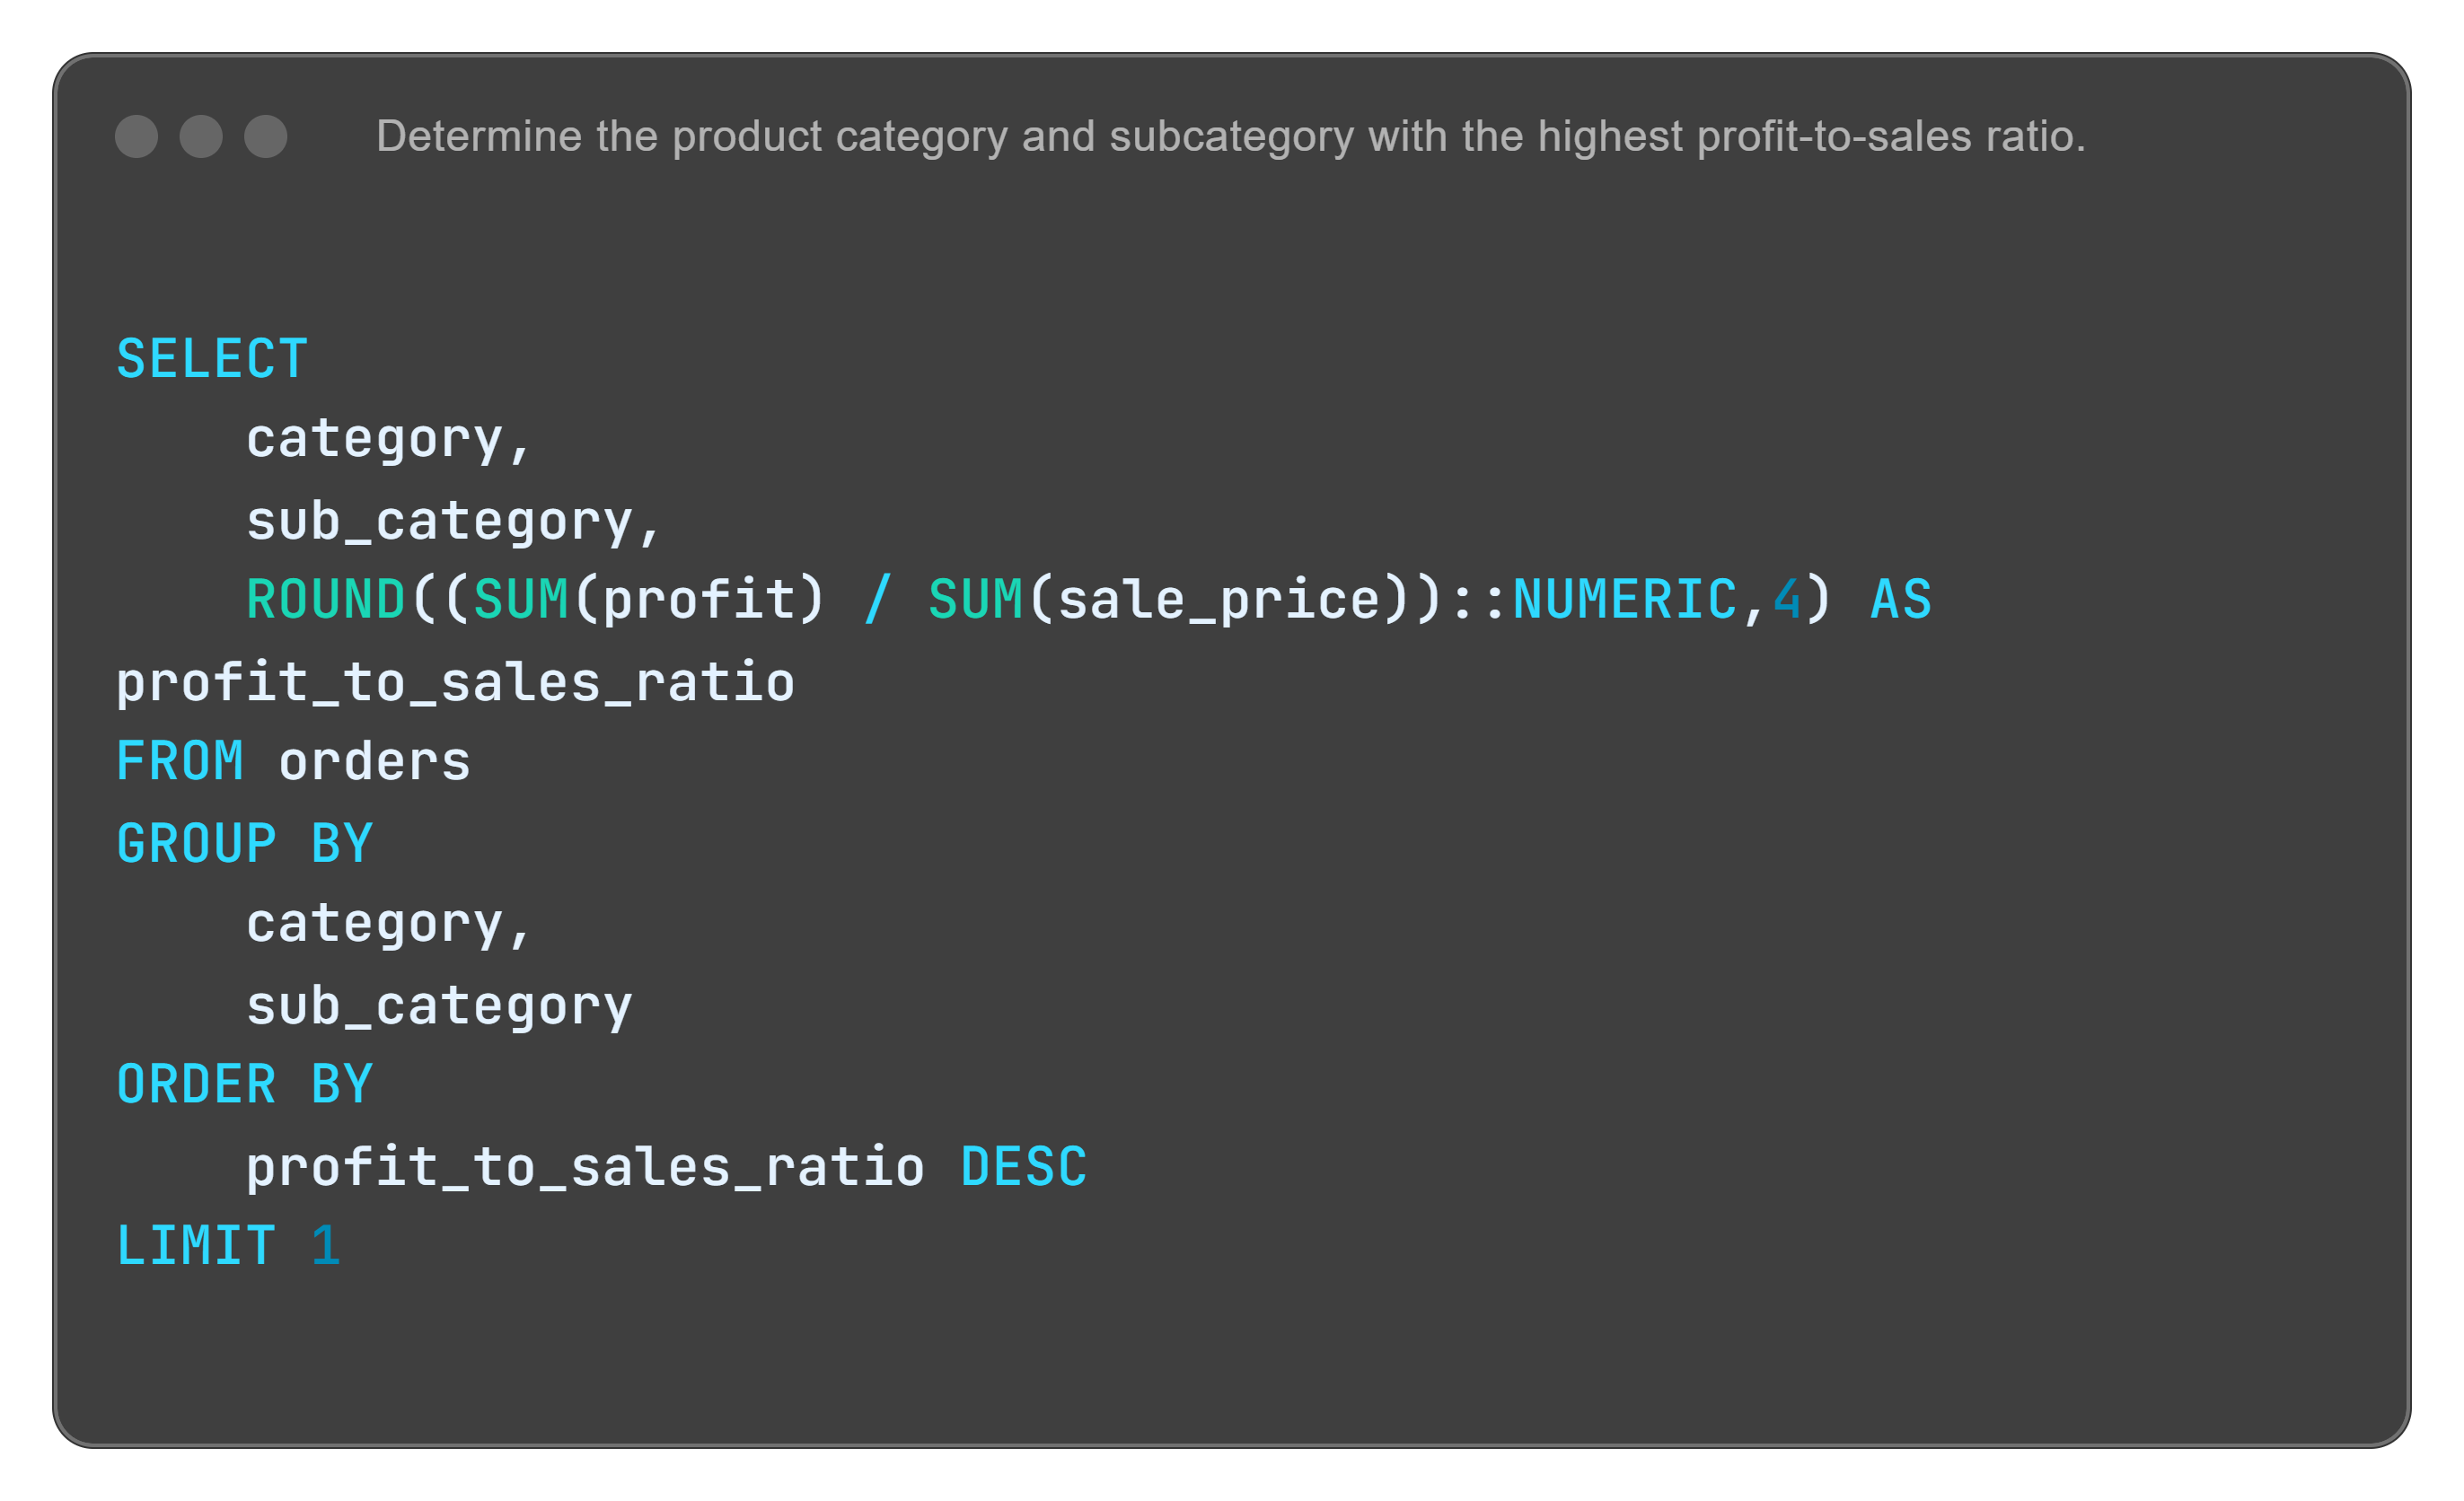 Determine the product category and subcategory with the highest profit-to-sales ratio.
SELECT
    category,
    sub_category,
    ROUND((SUM(profit) / SUM(sale_price))::NUMERIC,4) AS
profit_to_sales_ratio
FROM orders
GROUP BY
    category,
    sub_category
ORDER BY
    profit_to_sales_ratio DESC
LIMIT 1